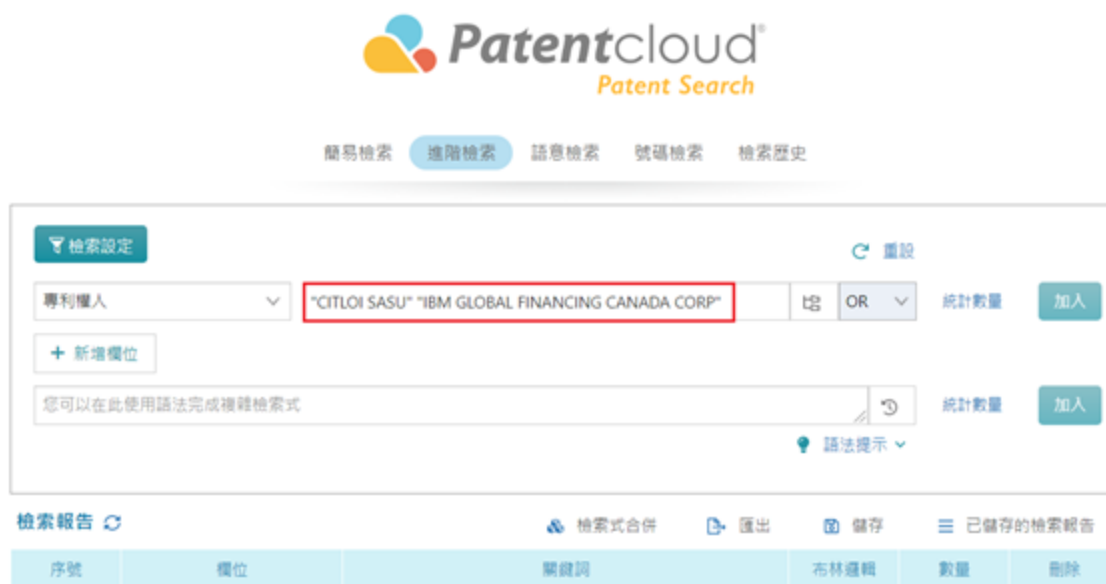 Patentcloud®
Patent Search
簡易檢索 進階檢索 語意檢索 號碼檢索 檢索歷史
檢索設定
重設
專利權人 "CITLOI SASU" "IBM GLOBAL FINANCING CANADA CORP" OR 統計數量 加入
+ 新增欄位
您可以在此使用語法完成複雜檢索式 統計數量 加入
語法提示
檢索報告 檢索式合併 匯出 儲存 已儲存的檢索報告
序號 欄位 關鍵詞 布林邏輯 數量 刪除